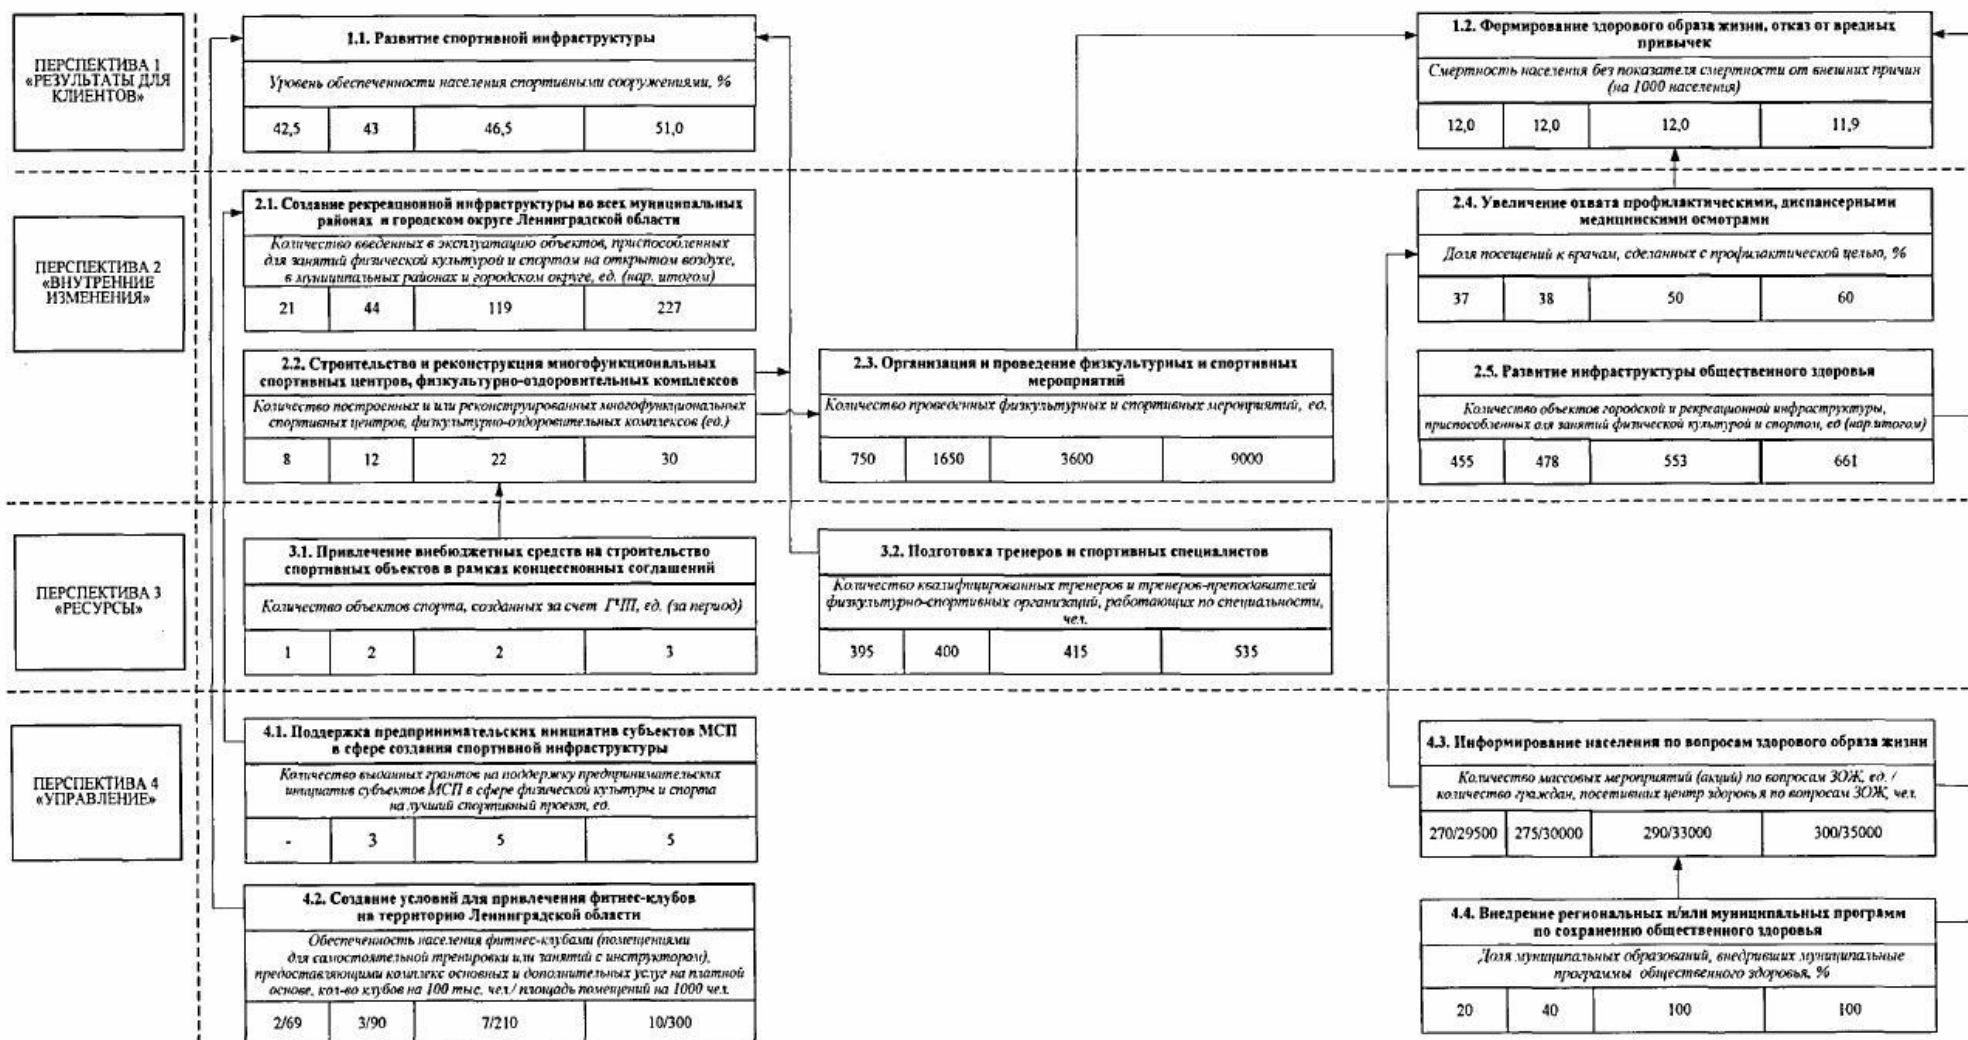 ПЕРСПЕКТИВА 1
«РЕЗУЛЬТАТЫ ДЛЯ
КЛИЕНТОВ»
1.1. Развитие спортивной инфраструктуры
Уровень обеспеченности населения спортивными сооружениями, %
42,5 43 46,5 51,0
1.2. Формирование здорового образа жизни, отказ от вредных
привычек
Смертность населения без показателя смертности от внешних причин
(на 1000 населения)
12,0 12,0 12,0 11,9
ПЕРСПЕКТИВА 2
«ВНУТРЕННИЕ
ИЗМЕНЕНИЯ»
2.1. Создание рекреационной инфраструктуры во всех муниципальных
районах и городском округе Ленинградской области
Количество введенных в эксплуатацию объектов, приспособленных
для занятий физической культурой и спортом на открытом воздухе,
в муниципальных районах и городском округе, ед. (нар. итогом)
21 44 119 227
2.2. Строительство и реконструкция многофункциональных
спортивных центров, физкультурно-оздоровительных комплексов
Количество построенных и или реконструированных многофункциональных
спортивных центров, физкультурно-оздоровительных комплексов (ед.)
8 12 22 30
2.3. Организация и проведение физкультурных и спортивных
мероприятий
Количество проведенных физкультурных и спортивных мероприятий, ед.
750 1650 3600 9000
2.4. Увеличение охвата профилактическими, диспансерными
медицинскими осмотрами
Доля посещений к врачам, сделанных с профилактической целью, %
37 38 50 60
2.5. Развитие инфраструктуры общественного здоровья
Количество объектов городской и рекреационной инфраструктуры,
приспособленных для занятий физической культурой и спортом, ед (нар.итогом)
455 478 553 661
ПЕРСПЕКТИВА 3
«РЕСУРСЫ»
3.1. Привлечение внебюджетных средств на строительство
спортивных объектов в рамках концессионных соглашений
Количество объектов спорта, созданных за счет ГЧП, ед. (за период)
1 2 2 3
3.2. Подготовка тренеров и спортивных специалистов
Количество квалифицированных тренеров и тренеров-преподавателей
физкультурно-спортивных организаций, работающих по специальности,
чел.
395 400 415 535
ПЕРСПЕКТИВА 4
«УПРАВЛЕНИЕ»
4.1. Поддержка предпринимательских инициатив субъектов МСП
в сфере создания спортивной инфраструктуры
Количество выданных грантов на поддержку предпринимательских
инициатив субъектов МСП в сфере физической культуры и спорта
на лучший спортивный проект, ед.
- 3 5 5
4.2. Создание условий для привлечения фитнес-клубов
на территорию Ленинградской области
Обеспеченность населения фитнес-клубами (помещениями
для самостоятельной тренировки или занятий с инструктором),
предоставляющими комплекс основных и дополнительных услуг на платной
основе, кол-во клубов на 100 тыс. чел./ площадь помещений на 1000 чел.
2/69 3/90 7/210 10/300
4.3. Информирование населения по вопросам здорового образа жизни
Количество массовых мероприятий (акций) по вопросам ЗОЖ, ед. /
количество граждан, посетивших центр здоровья по вопросам ЗОЖ, чел.
270/29500 275/30000 290/33000 300/35000
4.4. Внедрение региональных и/или муниципальных программ
по сохранению общественного здоровья
Доля муниципальных образований, внедривших муниципальные
программы общественного здоровья, %
20 40 100 100